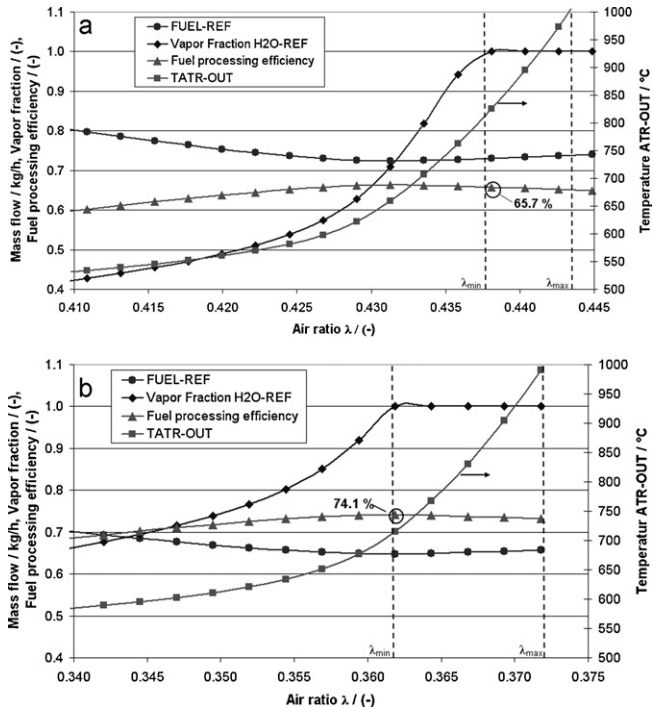 a
FUEL-REF
Vapor Fraction H2O-REF
Fuel processing efficiency
TATR-OUT
Mass flow / kg/h, Vapor fraction / (-),
Fuel processing efficiency / (-)
1.1
1.0
0.9
0.8
0.7
0.6
0.5
0.4
65.7 %
λmin
λmax
1000
950
900
850
800
750
700
650
600
550
500
Temperature ATR-OUT / °C
0.410
0.415
0.420
0.425
0.430
0.435
0.440
0.445
Air ratio λ / (-)
b
FUEL-REF
Vapor Fraction H2O-REF
Fuel processing efficiency
TATR-OUT
Mass flow / kg/h, Vapor fraction / (-),
Fuel processing efficiency / (-)
1.1
1.0
0.9
0.8
0.7
0.6
0.5
0.4
74.1 %
λmin
λmax
1000
950
900
850
800
750
700
650
600
550
500
Temperatur ATR-OUT / °C
0.340
0.345
0.350
0.355
0.360
0.365
0.370
0.375
Air ratio λ / (-)